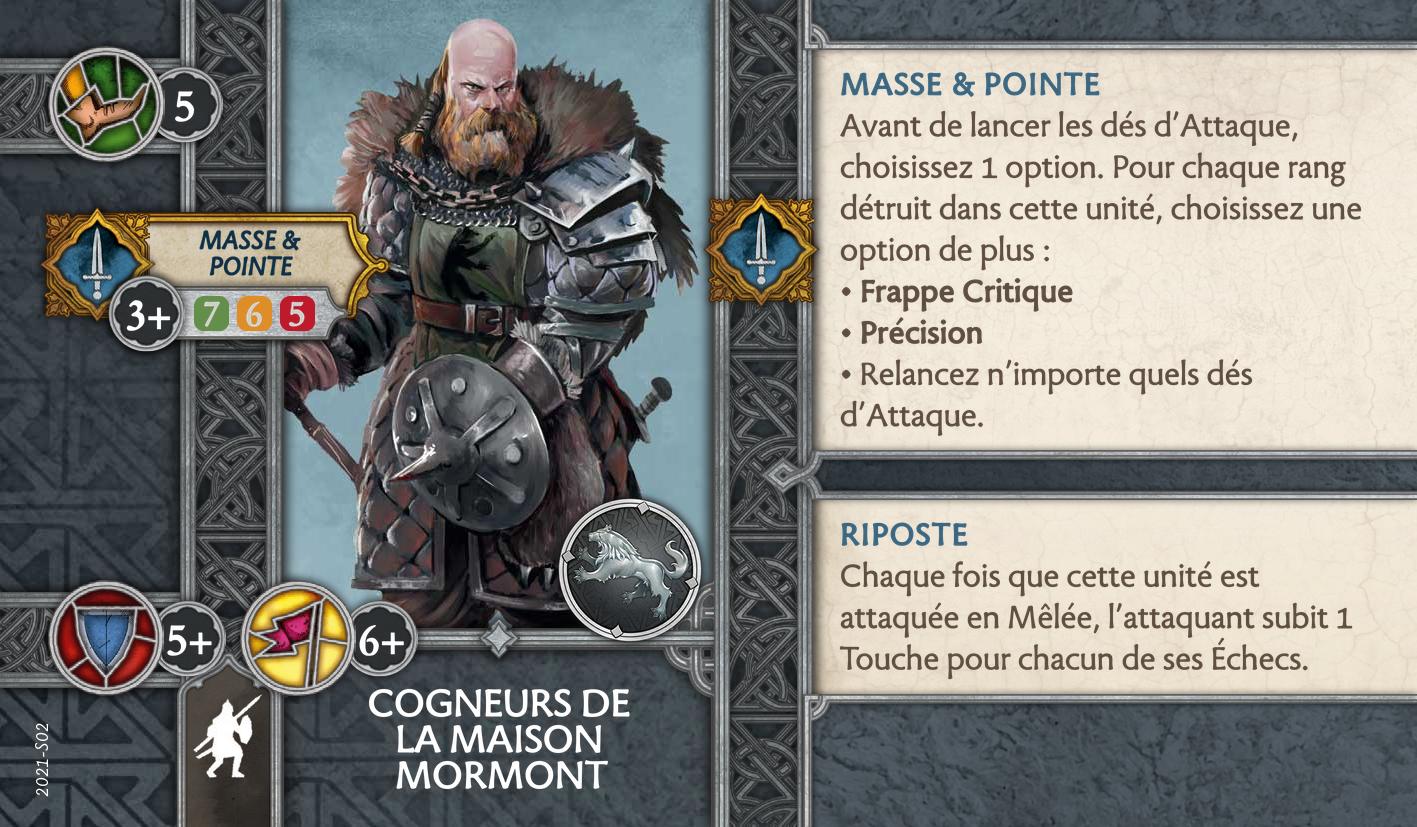 5
MASSE &
POINTE
3+ 7 6 5
5+ 6+
COGNEURS DE
LA MAISON
MORMONT
2021-S02
MASSE & POINTE
Avant de lancer les dés d’Attaque,
choisissez 1 option. Pour chaque rang
détruit dans cette unité, choisissez une
option de plus :
• Frappe Critique
• Précision
• Relancez n’importe quels dés
d’Attaque.
RIPOSTE
Chaque fois que cette unité est
attaquée en Mêlée, l’attaquant subit 1
Touche pour chacun de ses Échecs.